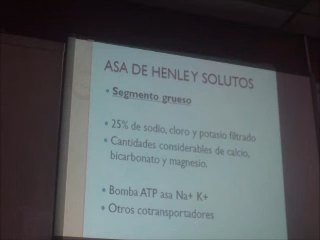 ASA DE HENLEY SOLUTOS
• Segmento grueso
• 25% de sodio, cloro y potasio filtrado
• Cantidades considerables de calcio,
bicarbonato y magnesio.
• Bomba ATP asa Na+ K+
• Otros cotransportadores